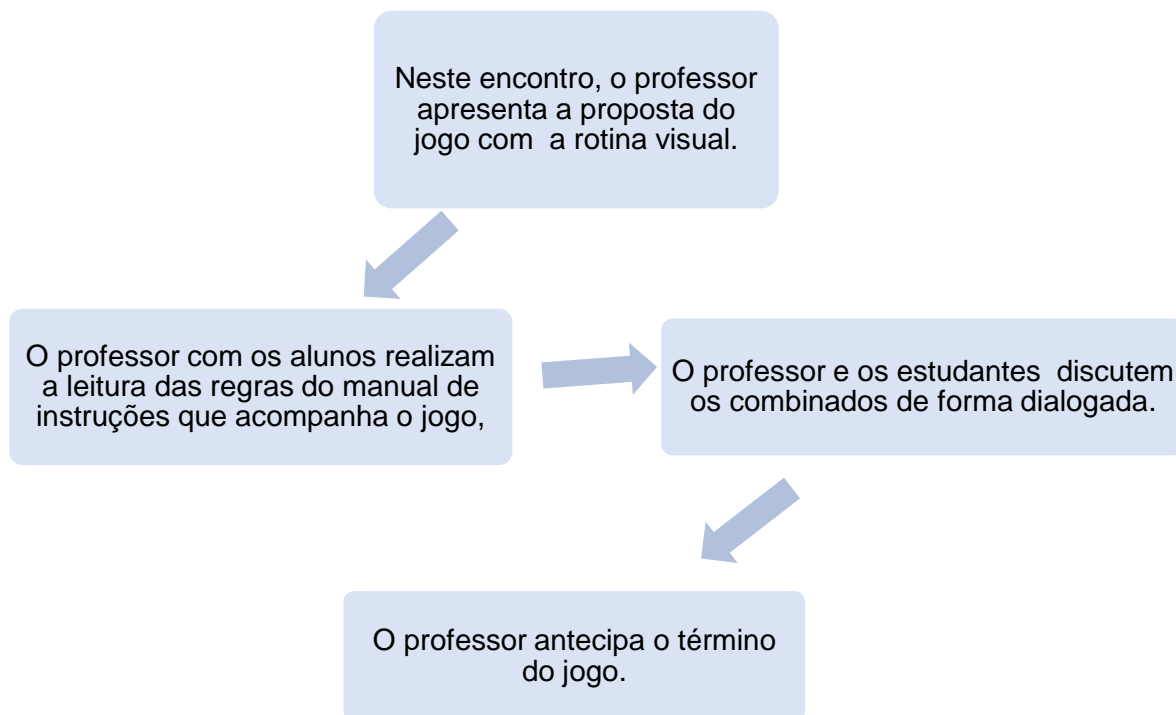 Neste encontro, o professor
apresenta a proposta do
jogo com  a rotina visual.
O professor com os alunos realizam
a leitura das regras do manual de
instruções que acompanha o jogo,
O professor e os estudantes  discutem
os combinados de forma dialogada.
O professor antecipa o término
do jogo.